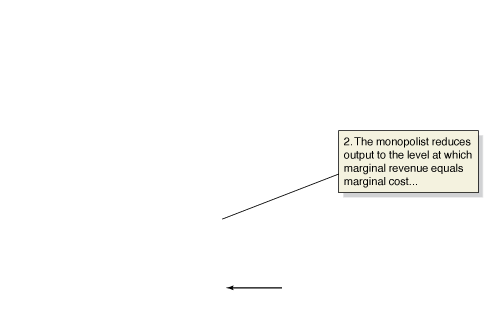 2. The monopolist reduces
output to the level at which
marginal revenue equals
marginal cost...